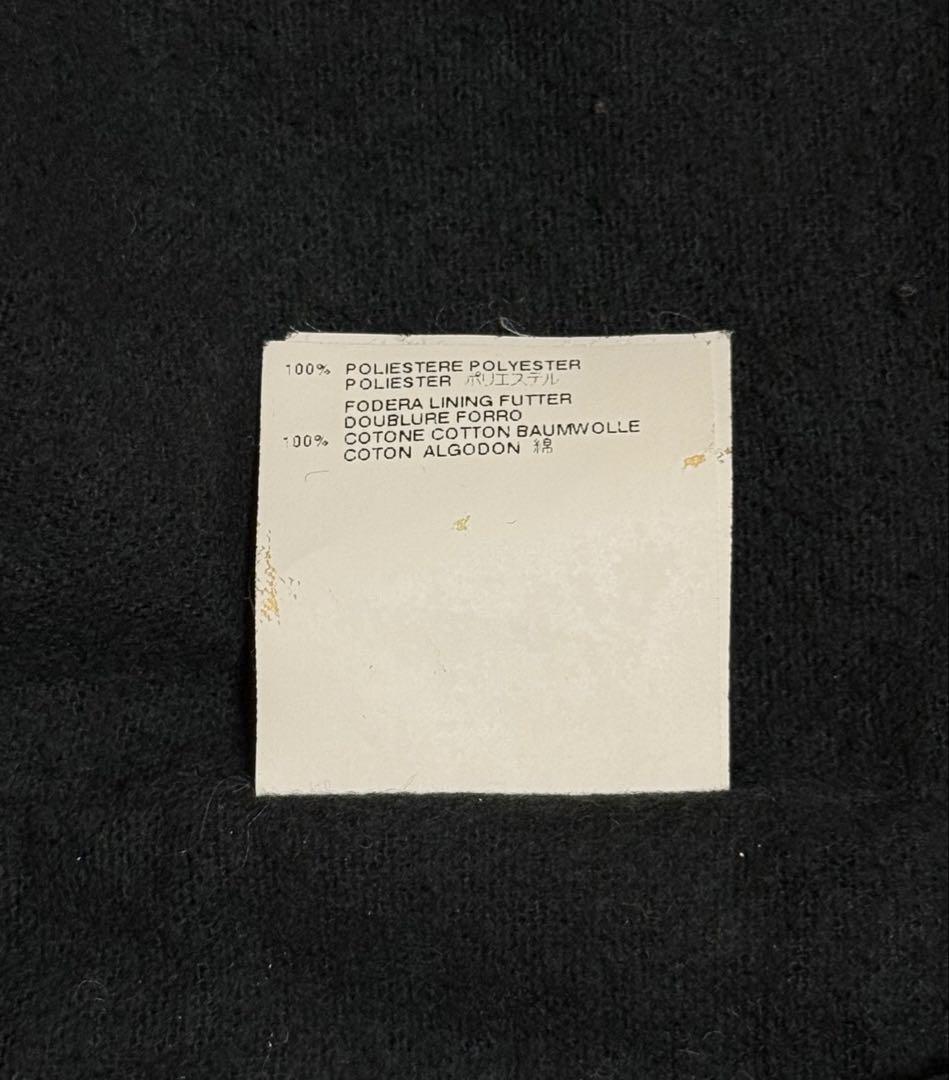 100% POLIESTERE POLYESTER
POLIESTER ポリエステル
FODERA LINING FUTTER
DOUBLURE FORRO
100% COTONE COTTON BAUMWOLLE
COTON ALGODON 綿